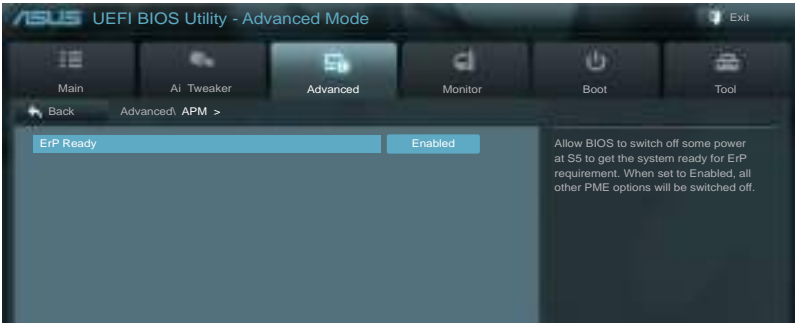 ASUS UEFI BIOS Utility - Advanced Mode
Exit
Main
Ai Tweaker
Advanced
Monitor
Boot
Tool
Back
Advanced\ APM >
ErP Ready
Enabled
Allow BIOS to switch off some power
at S5 to get the system ready for ErP
requirement. When set to Enabled, all
other PME options will be switched off.